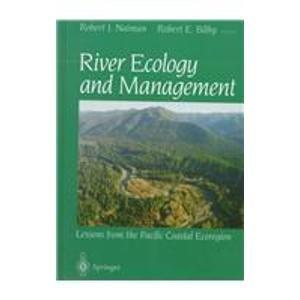 Robert J. Naiman Robert E. Bilby
River Ecology
and Management
Lessons from the Pacific Coastal Ecoregion
Springer